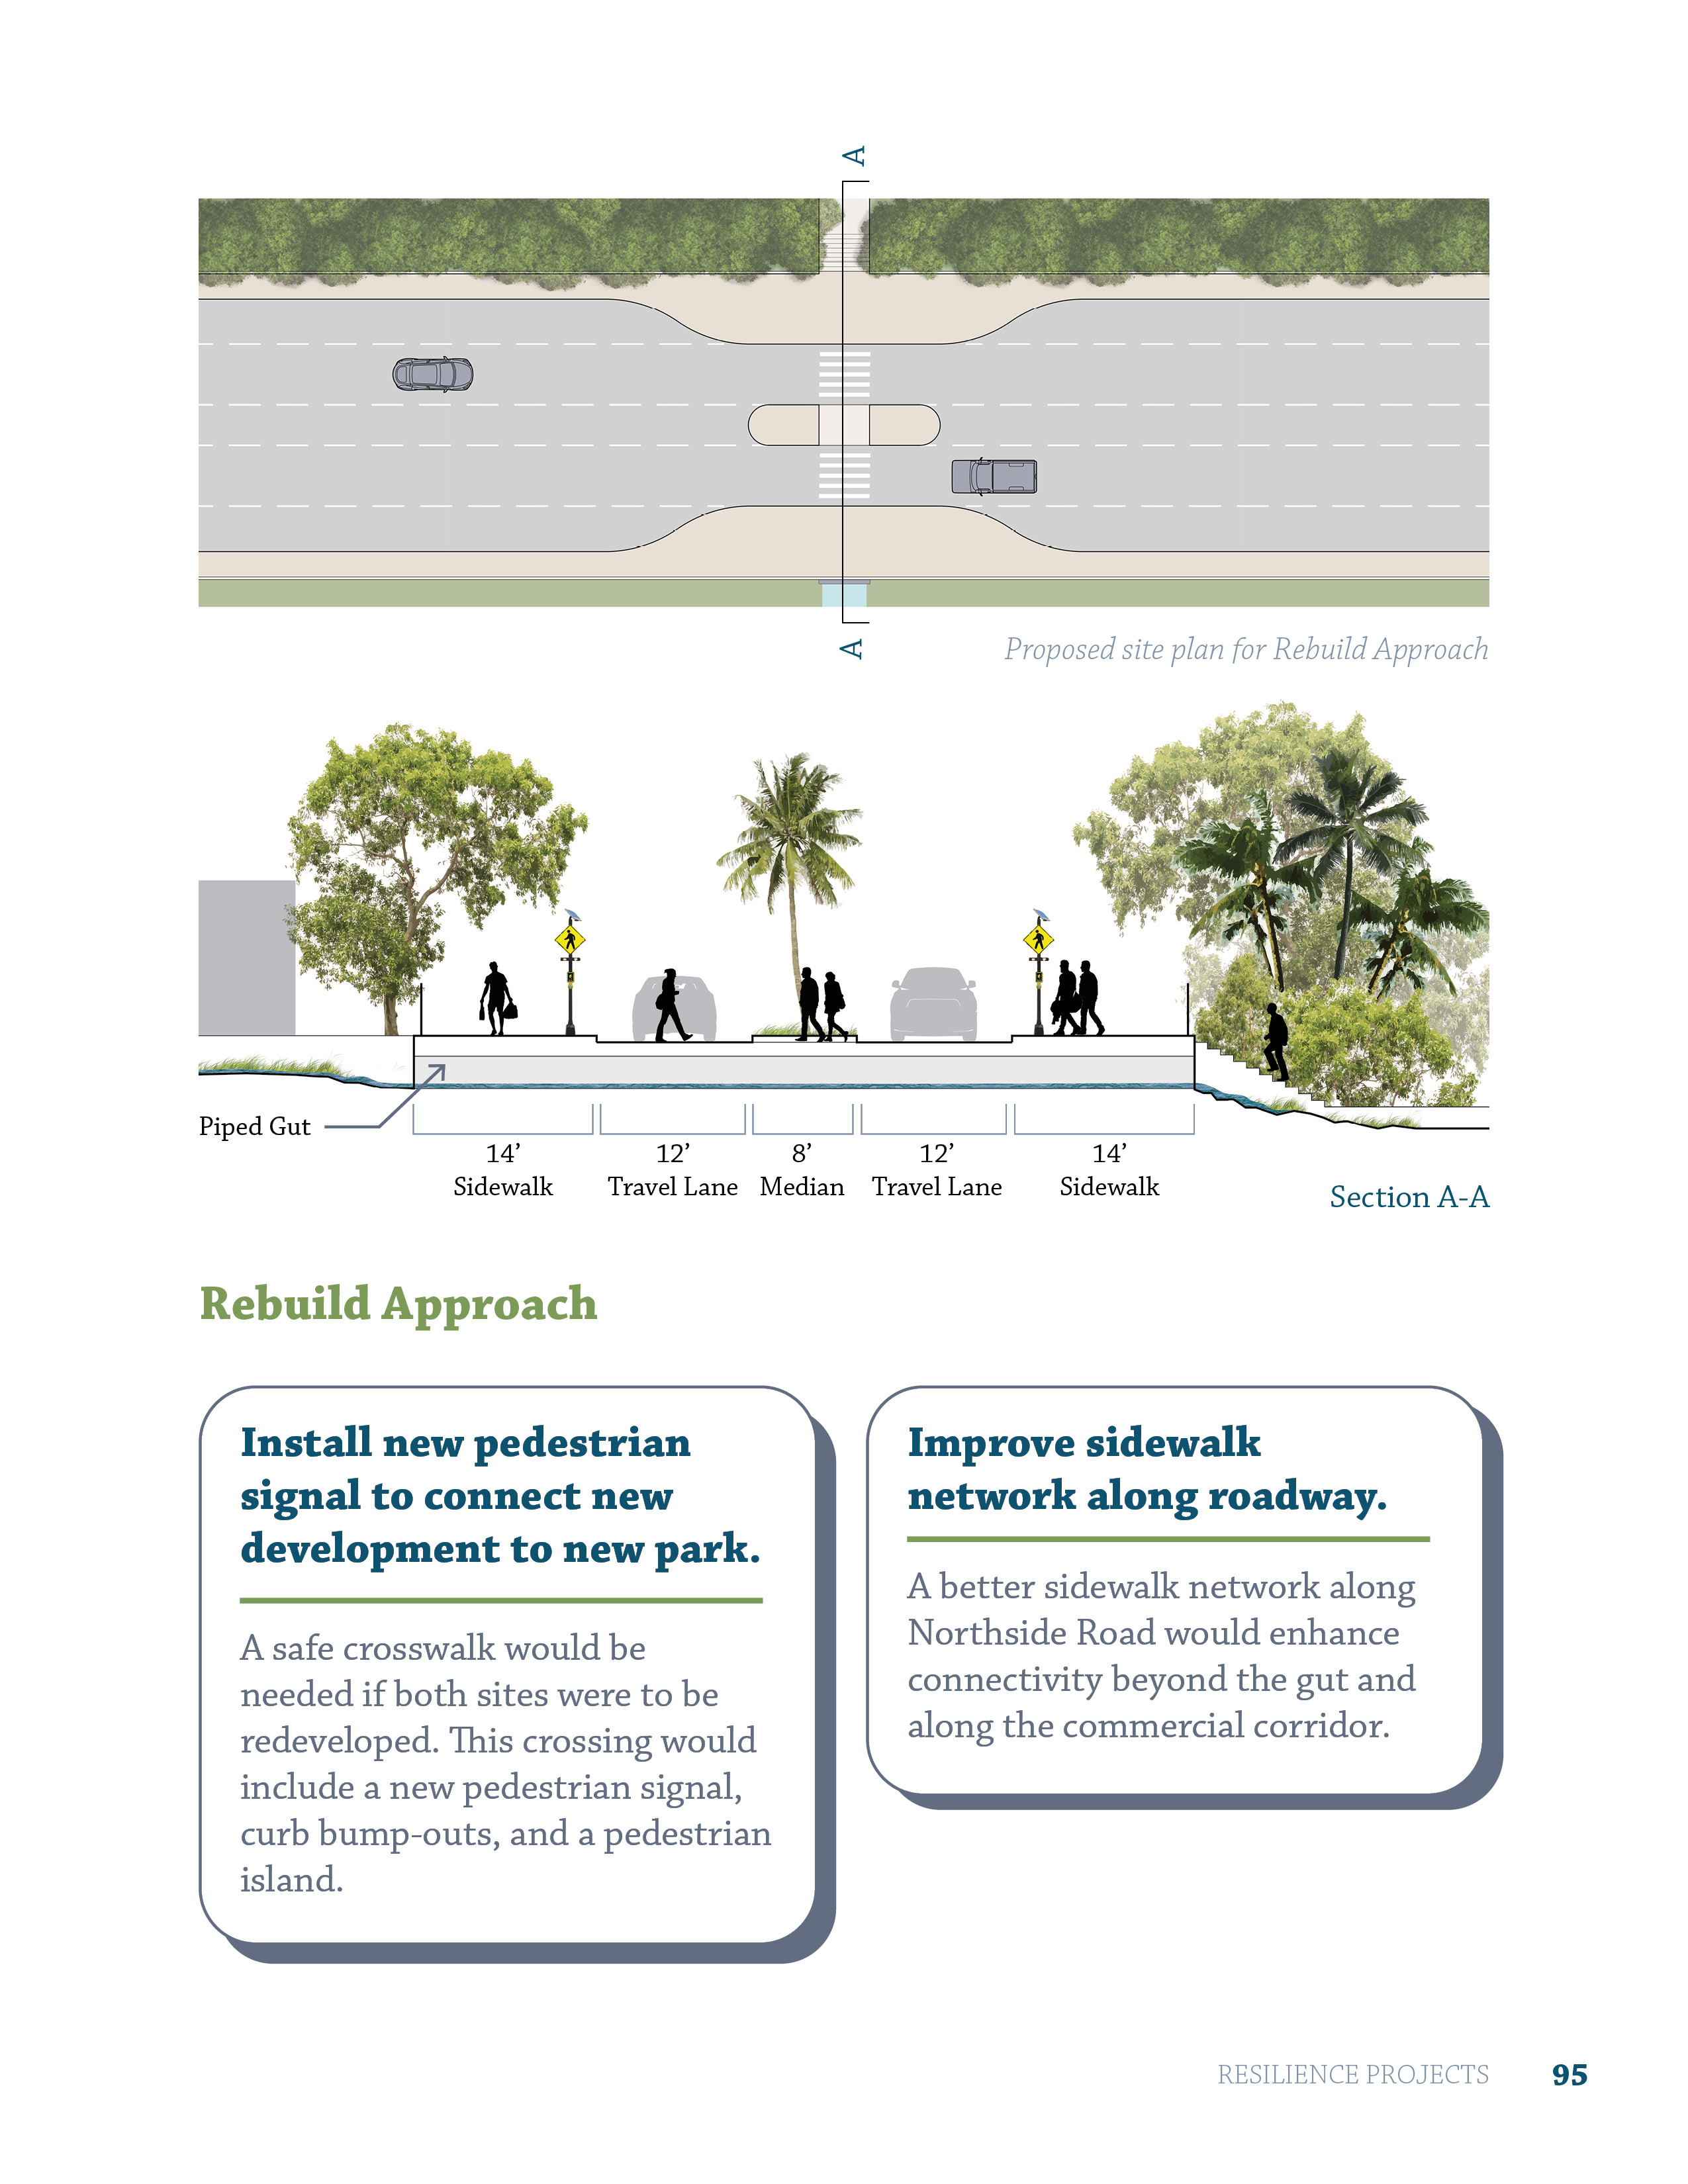 A
A
Proposed site plan for Rebuild Approach
Piped Gut
14’
Sidewalk
12’
Travel Lane
8’
Median
12’
Travel Lane
14’
Sidewalk
Section A-A
Rebuild Approach
Install new pedestrian
signal to connect new
development to new park.
A safe crosswalk would be
needed if both sites were to be
redeveloped. This crossing would
include a new pedestrian signal,
curb bump-outs, and a pedestrian
island.
Improve sidewalk
network along roadway.
A better sidewalk network along
Northside Road would enhance
connectivity beyond the gut and
along the commercial corridor.
RESILIENCE PROJECTS 95